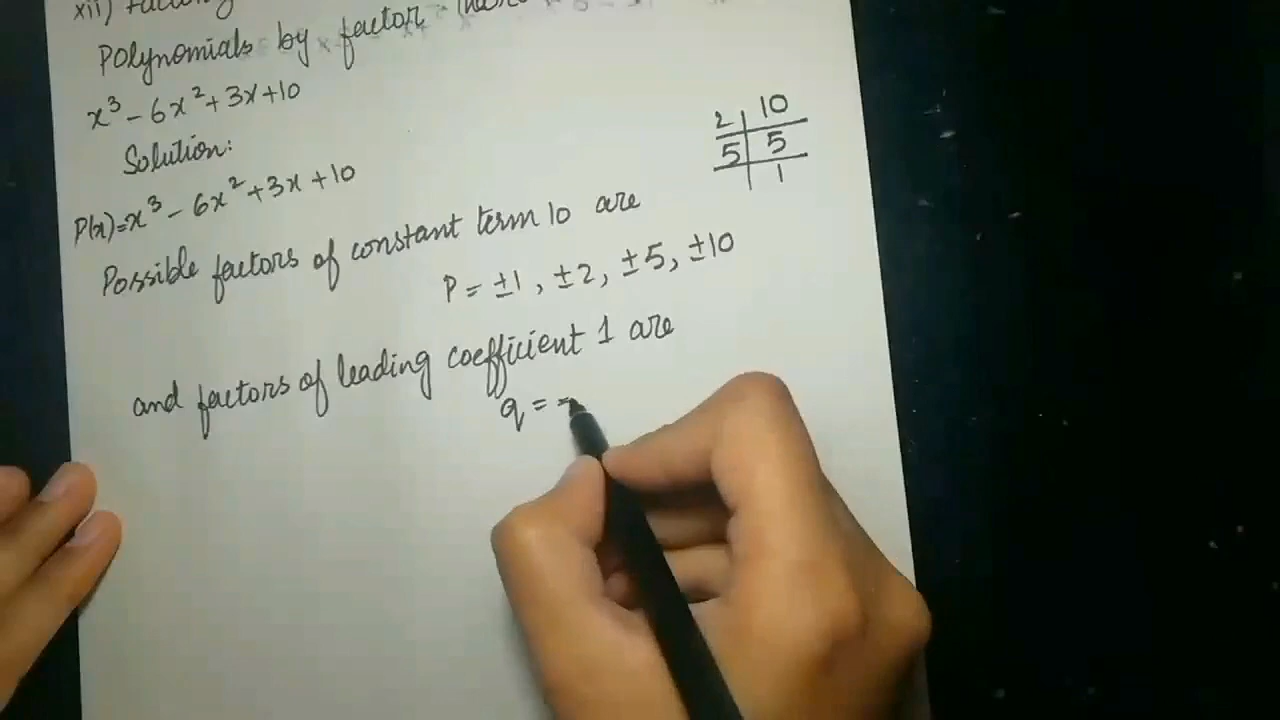 xii)
Polynomials by factor
x³ - 6x² + 3x + 10
Solution:
P(x) = x³ - 6x² + 3x + 10
2 | 10
5 | 5
| 1
Possible factors of constant term 10 are
P = ±1, ±2, ±5, ±10
and factors of leading coefficient 1 are
q =